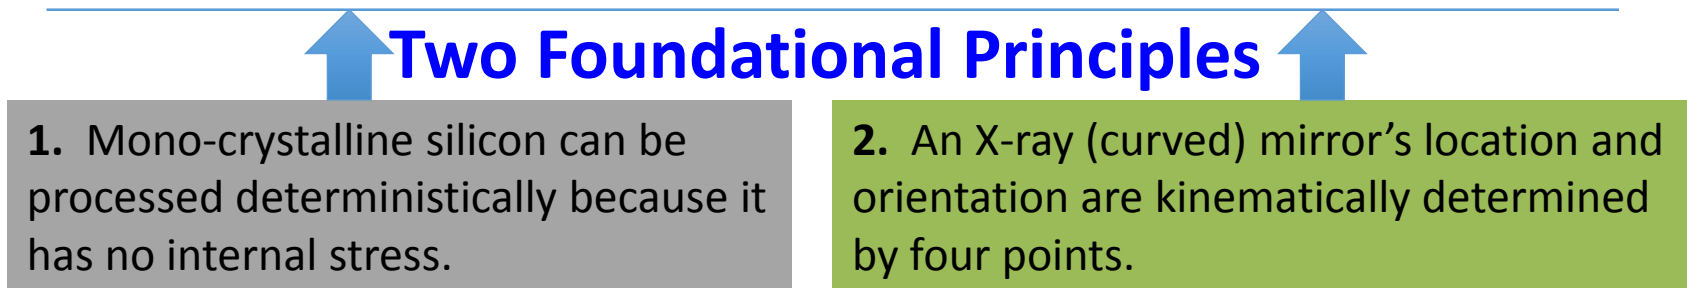 Two Foundational Principles
1. Mono-crystalline silicon can be
processed deterministically because it
has no internal stress.
2. An X-ray (curved) mirror’s location and
orientation are kinematically determined
by four points.